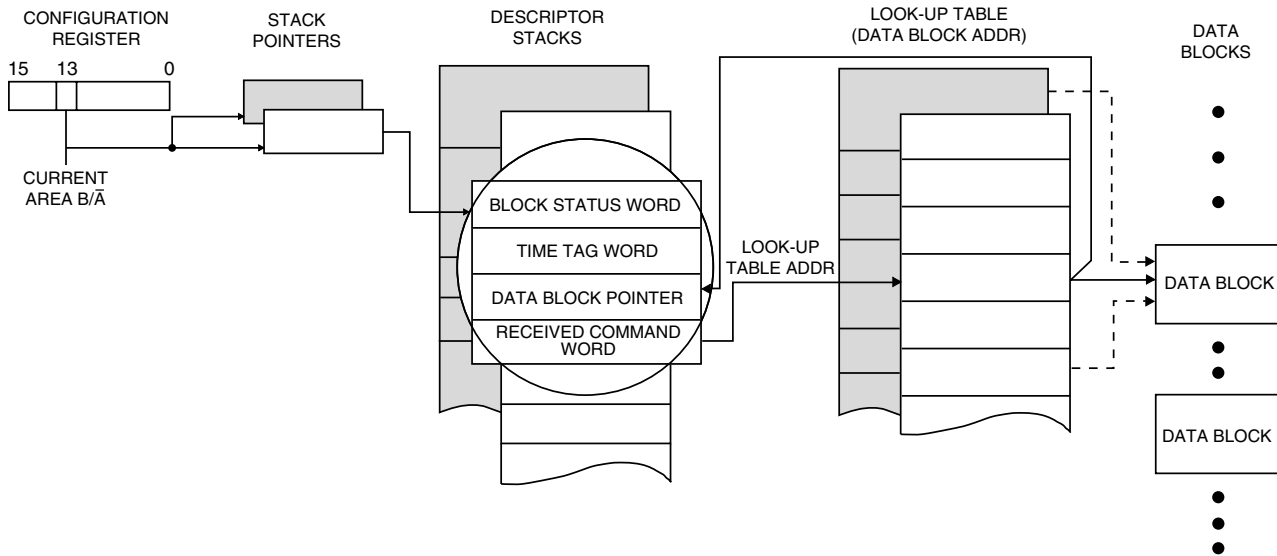 CONFIGURATION
REGISTER
15 13 0
CURRENT
AREA B/A̅
STACK
POINTERS
DESCRIPTOR
STACKS
BLOCK STATUS WORD
TIME TAG WORD
DATA BLOCK POINTER
RECEIVED COMMAND
WORD
LOOK-UP
TABLE ADDR
LOOK-UP TABLE
(DATA BLOCK ADDR)
DATA
BLOCKS
DATA BLOCK
DATA BLOCK